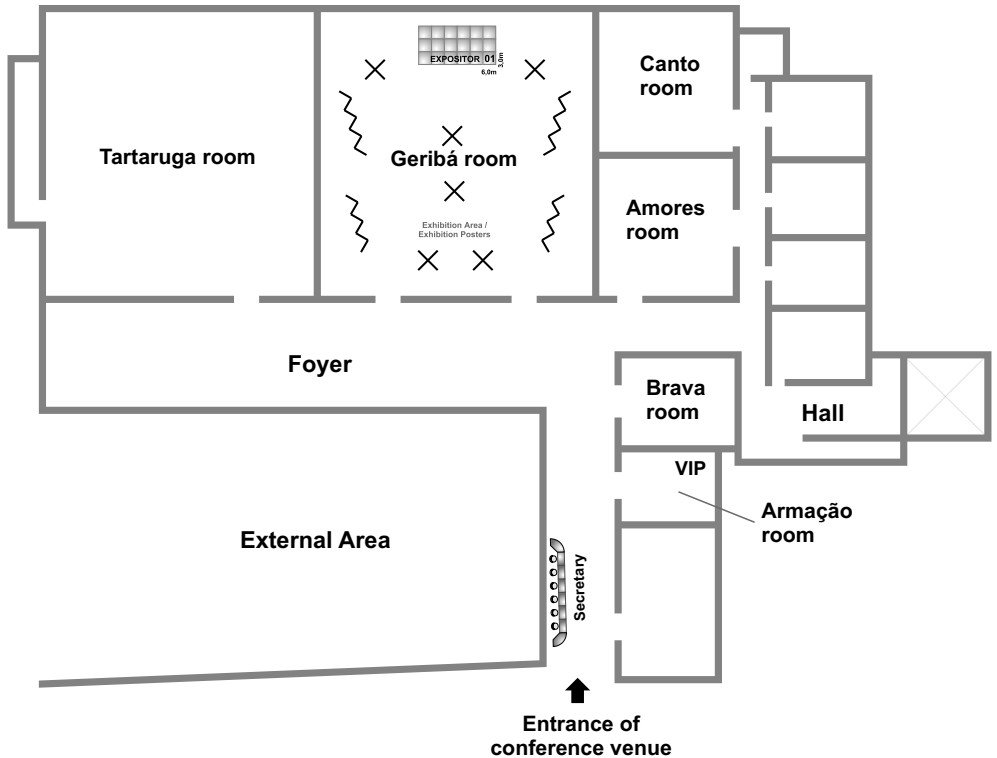 EXPOSITOR 01
3,0m
6,0m
Canto
room
Tartaruga room
Geribá room
Amores
room
Exhibition Area /
Exhibition Posters
Foyer
Brava
room
Hall
VIP
Armação
room
External Area
Secretary
Entrance of
conference venue